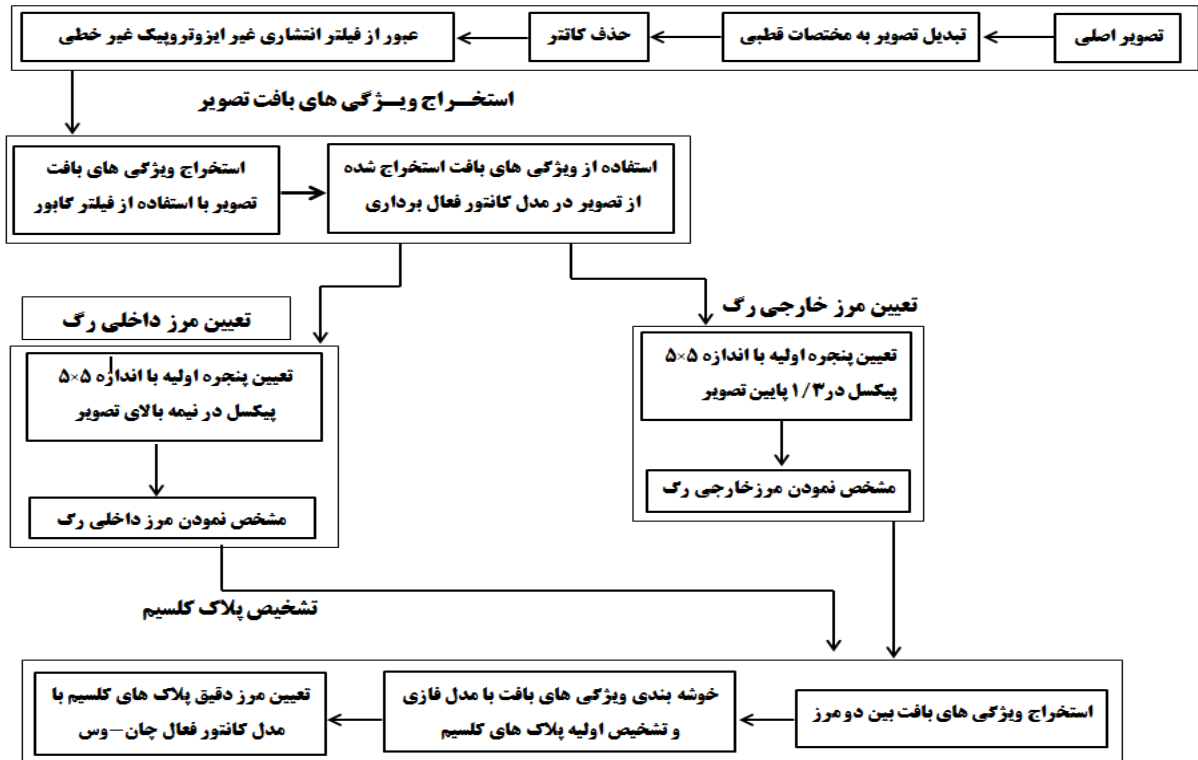 تصویر اصلی
تبدیل تصویر به مختصات قطبی
حذف کاتتر
عبور از فیلتر انتشاری غیر ایزوتروپیک غیر خطی
استخــراج ویــژگی های بافت تصویر
استخراج ویژگی های بافت
تصویر با استفاده از فیلتر گابور
استفاده از ویژگی های بافت استخراج شده
از تصویر در مدل کانتور فعال برداری
تعیین مرز خارجی رگ
تعیین پنجره اولیه با اندازه ۵×۵
پیکسل در ۱/۳ پایین تصویر
مشخص نمودن مرزخارجی رگ
تعیین مرز داخلی رگ
تعیین پنجره اولیه با اندازه ۵×۵
پیکسل در نیمه بالای تصویر
مشخص نمودن مرز داخلی رگ
تشخیص پلاک کلسیم
استخراج ویژگی های بافت بین دو مرز
خوشه بندی ویژگی های بافت با مدل فازی
و تشخیص اولیه پلاک های کلسیم
تعیین مرز دقیق پلاک های کلسیم با
مدل کانتور فعال چان–وس